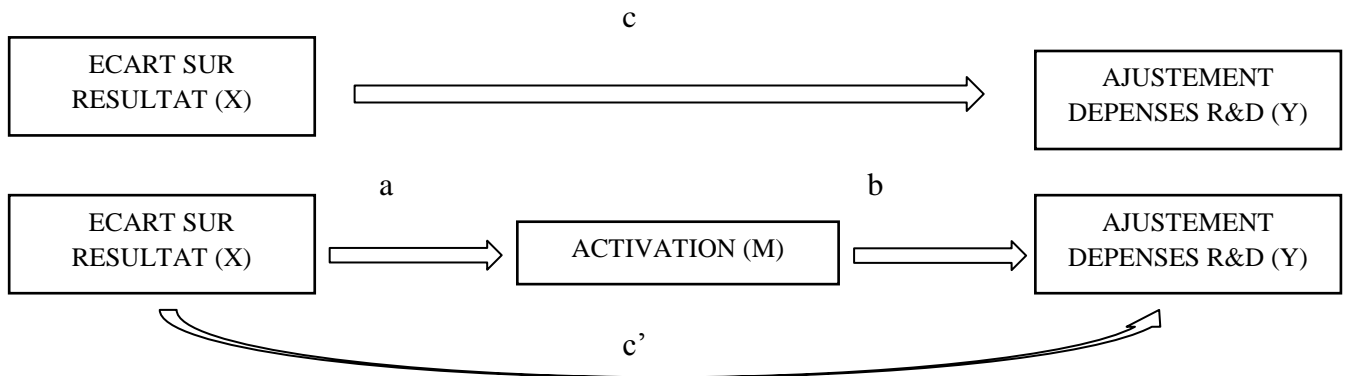 c
ECART SUR
RESULTAT (X)
AJUSTEMENT
DEPENSES R&D (Y)
a
b
ECART SUR
RESULTAT (X)
ACTIVATION (M)
AJUSTEMENT
DEPENSES R&D (Y)
c’